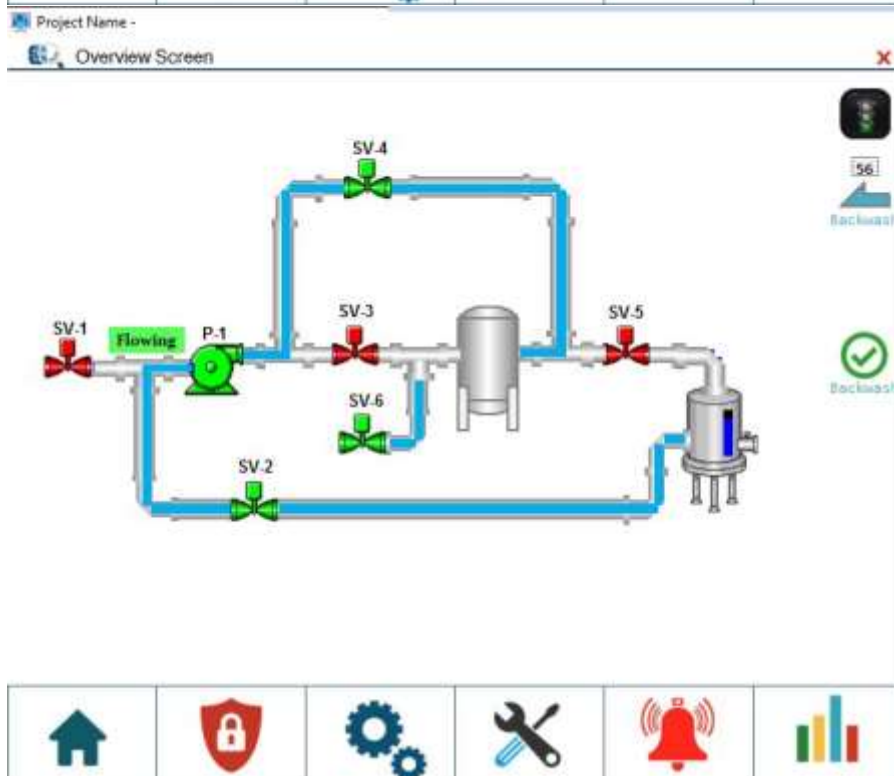 Project Name -
Overview Screen
SV-4
56
Backwash
SV-3
SV-5
SV-1
Flowing
P-1
Backwash
SV-6
SV-2